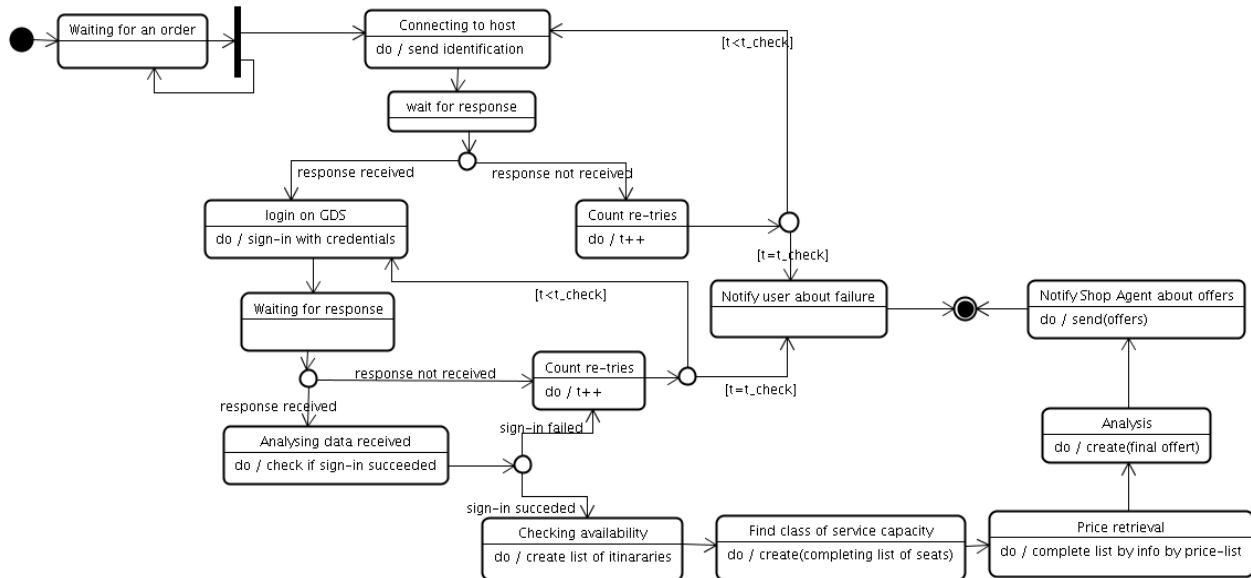 Waiting for an order
Connecting to host
do / send identification
[t<t_check]
wait for response
response received
response not received
login on GDS
do / sign-in with credentials
Count re-tries
do / t++
[t=t_check]
[t<t_check]
Waiting for response
Notify user about failure
Notify Shop Agent about offers
do / send(offers)
response not received
Count re-tries
do / t++
[t=t_check]
response received
Analysing data received
do / check if sign-in succeeded
sign-in failed
Analysis
do / create(final offert)
sign-in succeded
Checking availability
do / create list of itinararies
Find class of service capacity
do / create(completing list of seats)
Price retrieval
do / complete list by info by price-list